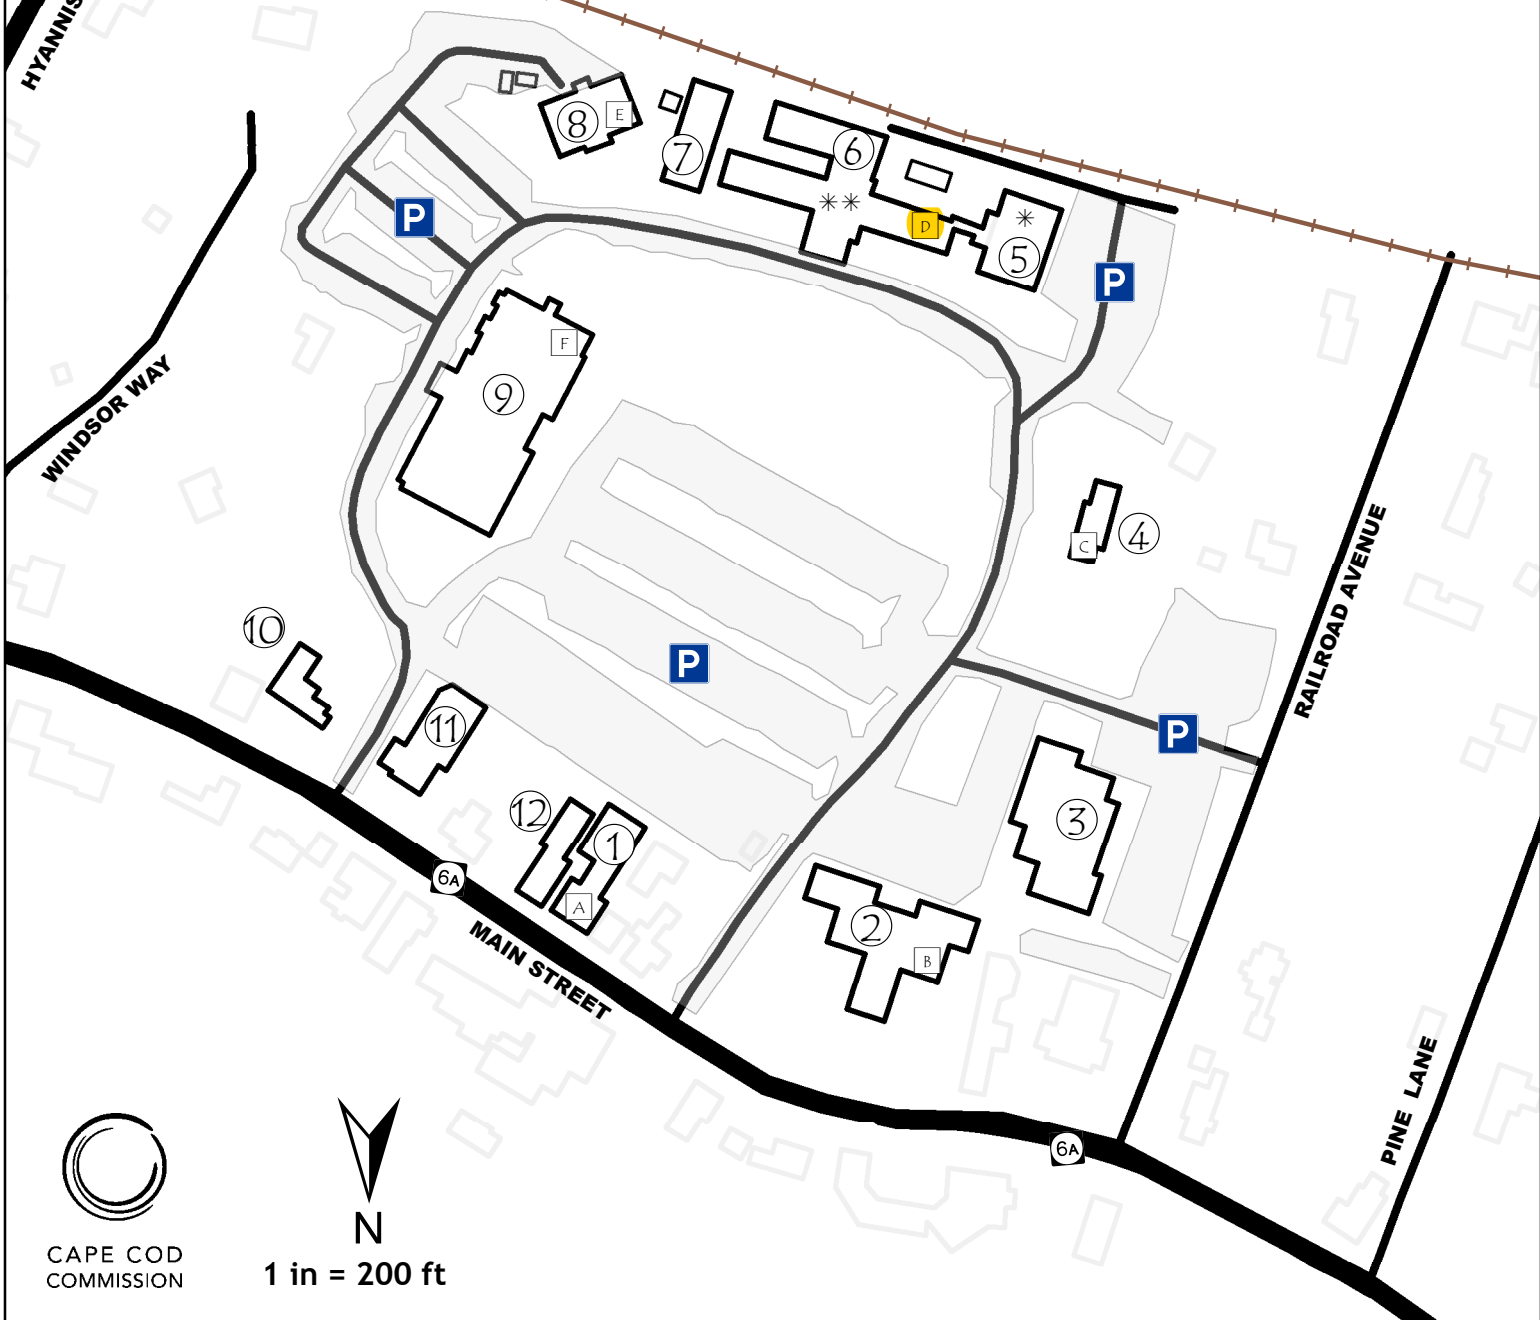 HYANNIS
8
E
7
6
P
**
D
*
5
P
F
WINDSOR WAY
9
4
C
RAILROAD AVENUE
10
P
11
P
12
1
3
6A
A
2
B
MAIN STREET
PINE LANE
6A
N
CAPE COD
COMMISSION
1 in = 200 ft